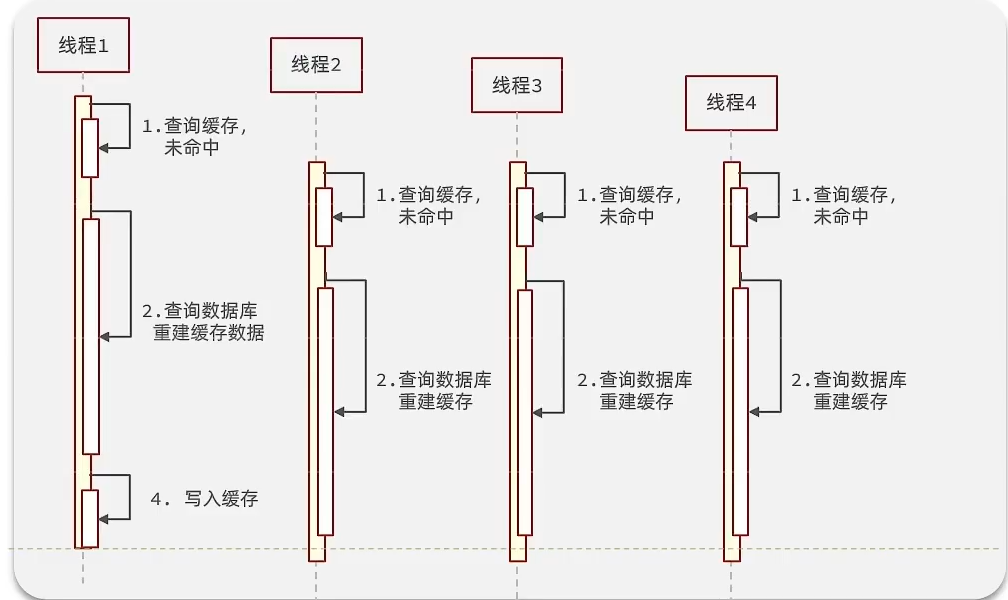 线程1
线程2
线程3
线程4
1.查询缓存,
未命中
1.查询缓存,
未命中
1.查询缓存,
未命中
1.查询缓存,
未命中
2.查询数据库
重建缓存数据
2.查询数据库
重建缓存
2.查询数据库
重建缓存
2.查询数据库
重建缓存
4. 写入缓存